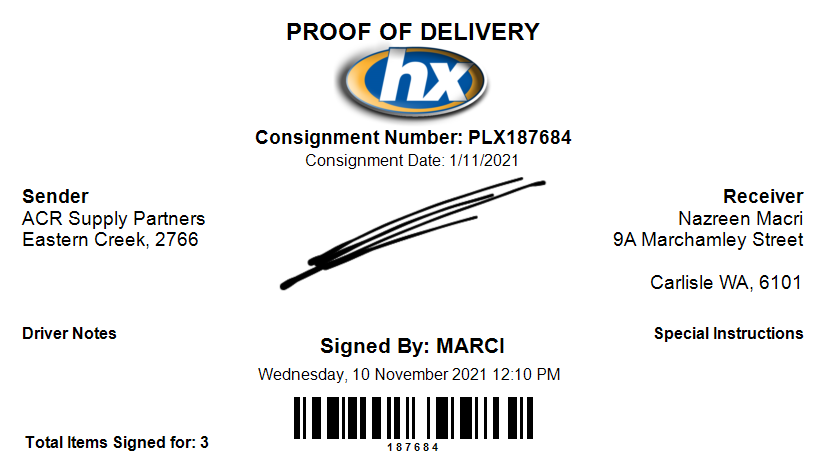 PROOF OF DELIVERY
hx
Consignment Number: PLX187684
Consignment Date: 1/11/2021
Sender
ACR Supply Partners
Eastern Creek, 2766
Receiver
Nazreen Macri
9A Marchamley Street
Carlisle WA, 6101
Driver Notes
Special Instructions
Signed By: MARCI
Wednesday, 10 November 2021 12:10 PM
187684
Total Items Signed for: 3